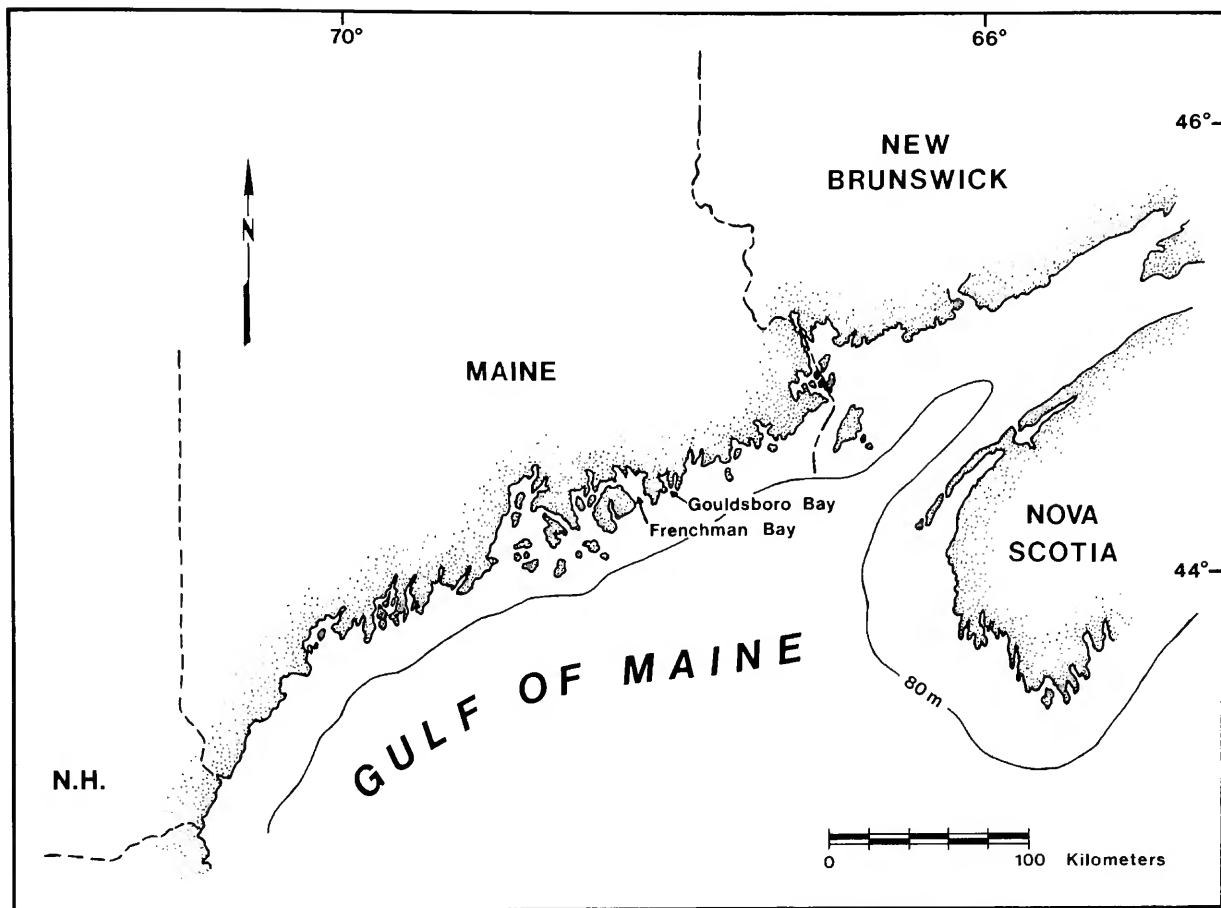 70°
66°
46°
NEW
BRUNSWICK
N
MAINE
Gouldsboro Bay
Frenchman Bay
NOVA
SCOTIA
44°
GULF OF MAINE
80m
N.H.
0 100 Kilometers